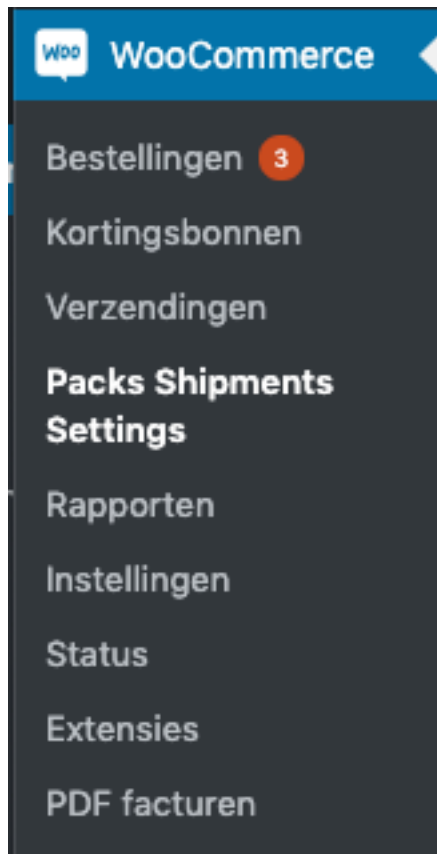 Woo WooCommerce
Bestellingen 3
Kortingsbonnen
Verzendingen
Packs Shipments
Settings
Rapporten
Instellingen
Status
Extensies
PDF facturen